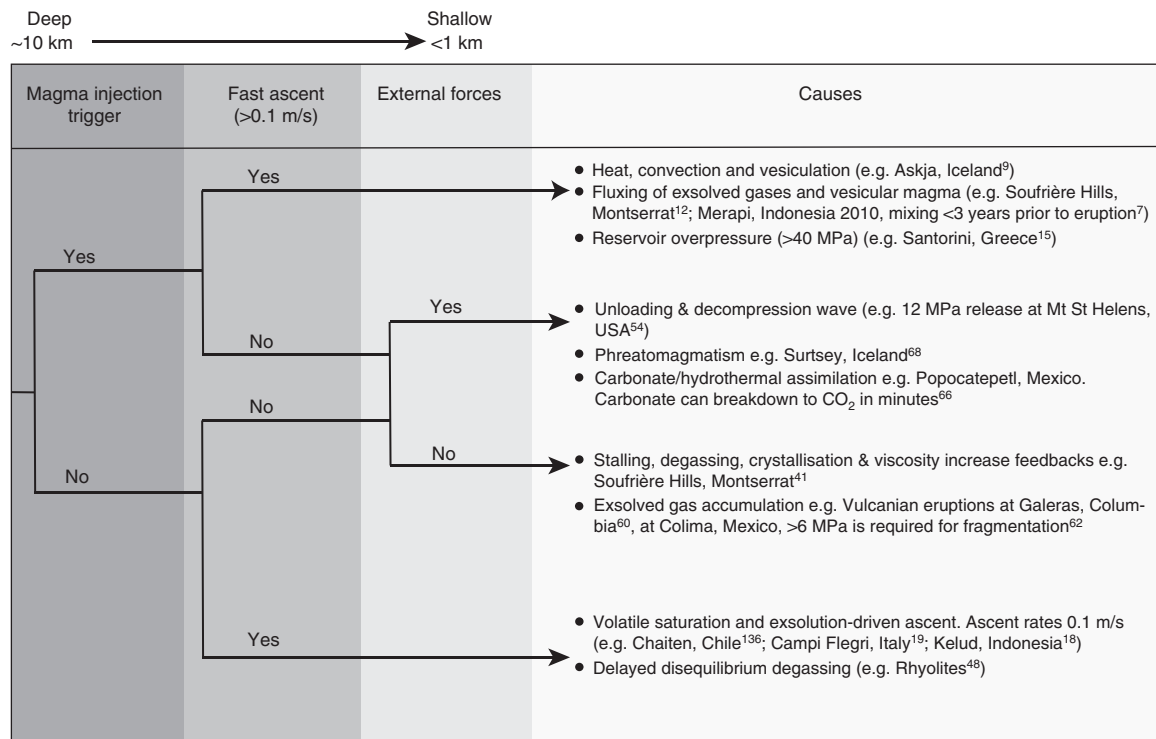 Deep
~10 km
Shallow
<1 km
Magma injection
trigger
Fast ascent
(>0.1 m/s)
External forces
Causes
Yes
• Heat, convection and vesiculation (e.g. Askja, Iceland⁹)
• Fluxing of exsolved gases and vesicular magma (e.g. Soufrière Hills,
Montserrat¹²; Merapi, Indonesia 2010, mixing <3 years prior to eruption⁷)
• Reservoir overpressure (>40 MPa) (e.g. Santorini, Greece¹⁵)
Yes
Yes
• Unloading & decompression wave (e.g. 12 MPa release at Mt St Helens,
USA⁵⁴)
No
• Phreatomagmatism e.g. Surtsey, Iceland⁶⁸
• Carbonate/hydrothermal assimilation e.g. Popocatepetl, Mexico.
Carbonate can breakdown to CO₂ in minutes⁶⁶
No
No
No
• Stalling, degassing, crystallisation & viscosity increase feedbacks e.g.
Soufrière Hills, Montserrat⁴¹
• Exsolved gas accumulation e.g. Vulcanian eruptions at Galeras, Colum-
bia⁶⁰, at Colima, Mexico, >6 MPa is required for fragmentation⁶²
Yes
• Volatile saturation and exsolution-driven ascent. Ascent rates 0.1 m/s
(e.g. Chaiten, Chile¹³⁶; Campi Flegri, Italy¹⁹; Kelud, Indonesia¹⁸)
• Delayed disequilibrium degassing (e.g. Rhyolites⁴⁸)